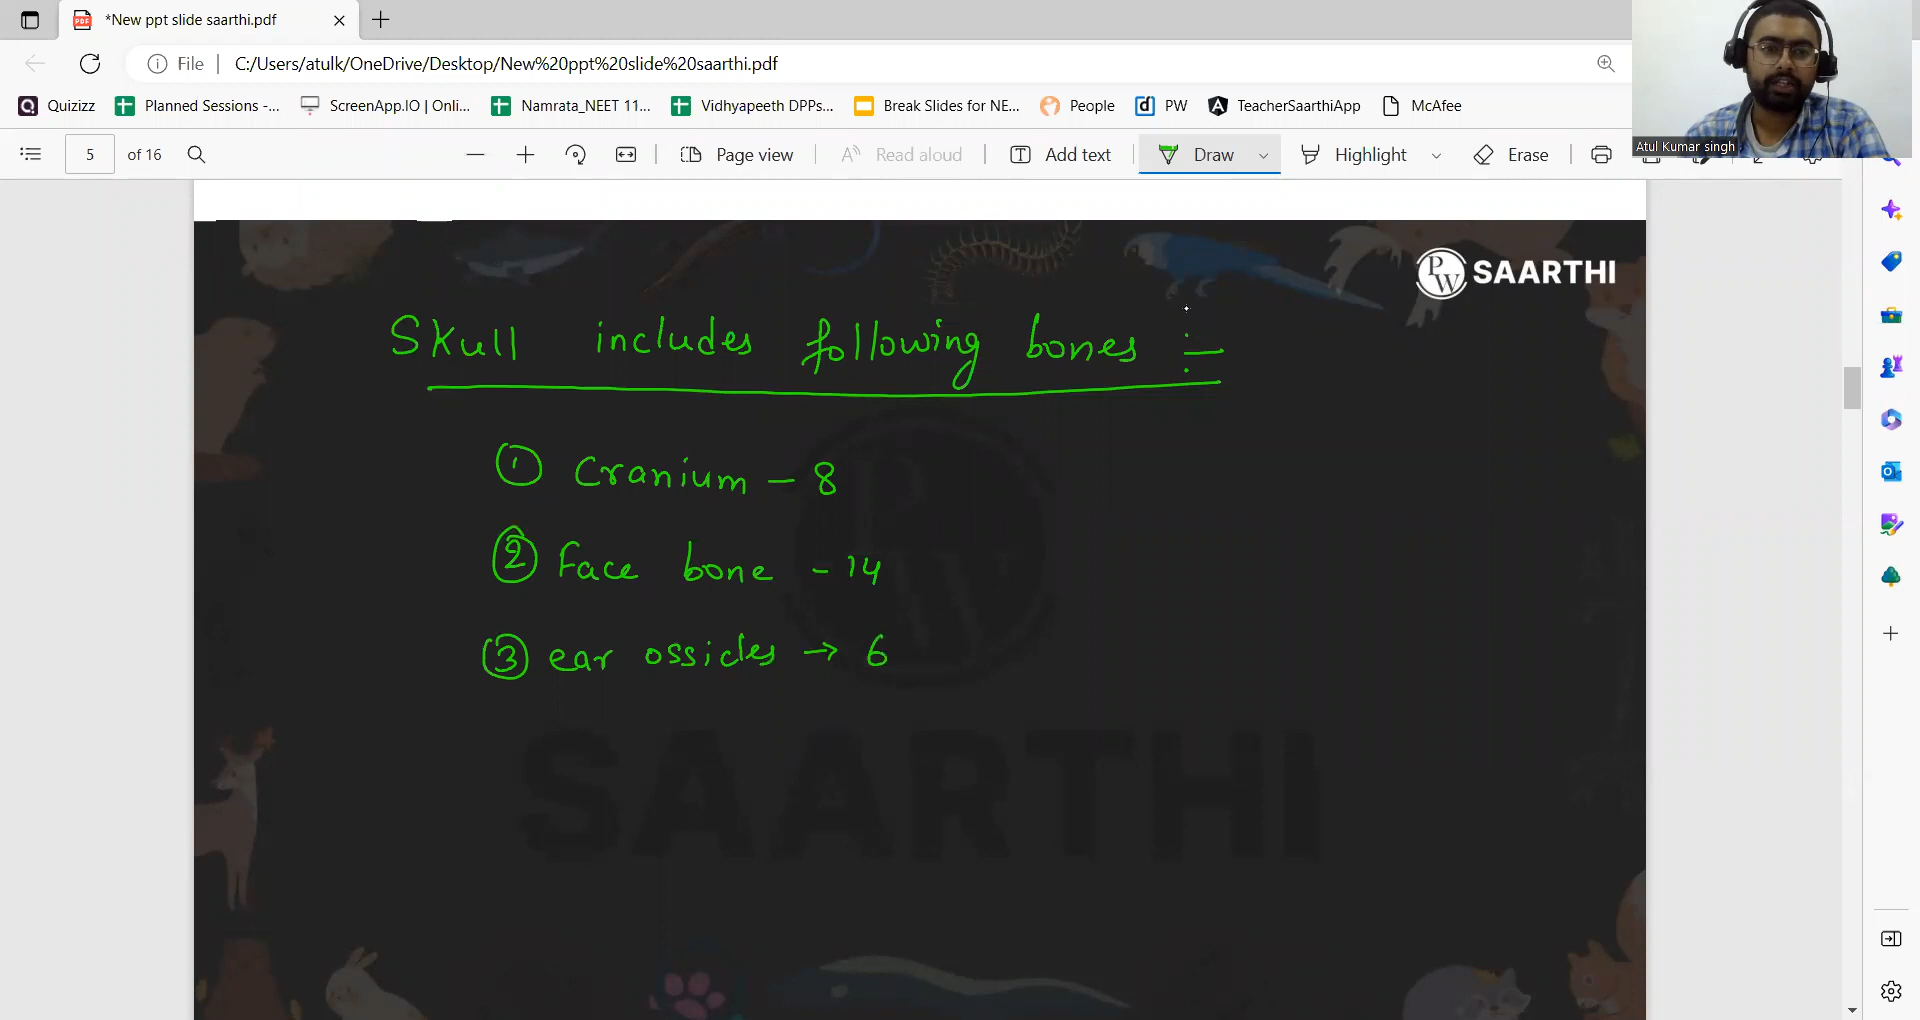 *New ppt slide saarthi.pdf
File
C:/Users/atulk/OneDrive/Desktop/New%20ppt%20slide%20saarthi.pdf
Quizizz
Planned Sessions -...
ScreenApp.IO | Onli...
Namrata_NEET 11...
Vidhyapeeth DPPs...
Break Slides for NE...
People
PW
TeacherSaarthiApp
McAfee
Atul Kumar singh
5 of 16
Page view
Read aloud
Add text
Draw
Highlight
Erase
PW SAARTHI
Skull includes following bones :-
① Cranium - 8
② Face bone - 14
③ ear ossicles → 6
PW
SAARTHI